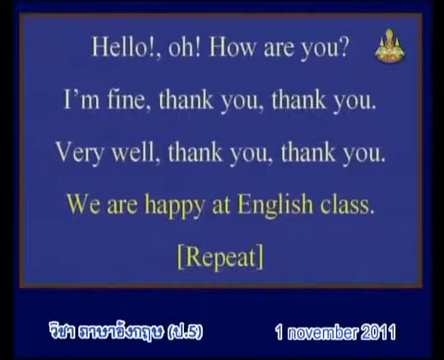 Hello!, oh! How are you?
I'm fine, thank you, thank you.
Very well, thank you, thank you.
We are happy at English class.
[Repeat]
วิชา ภาษาอังกฤษ (ป.5)
1 november 2011